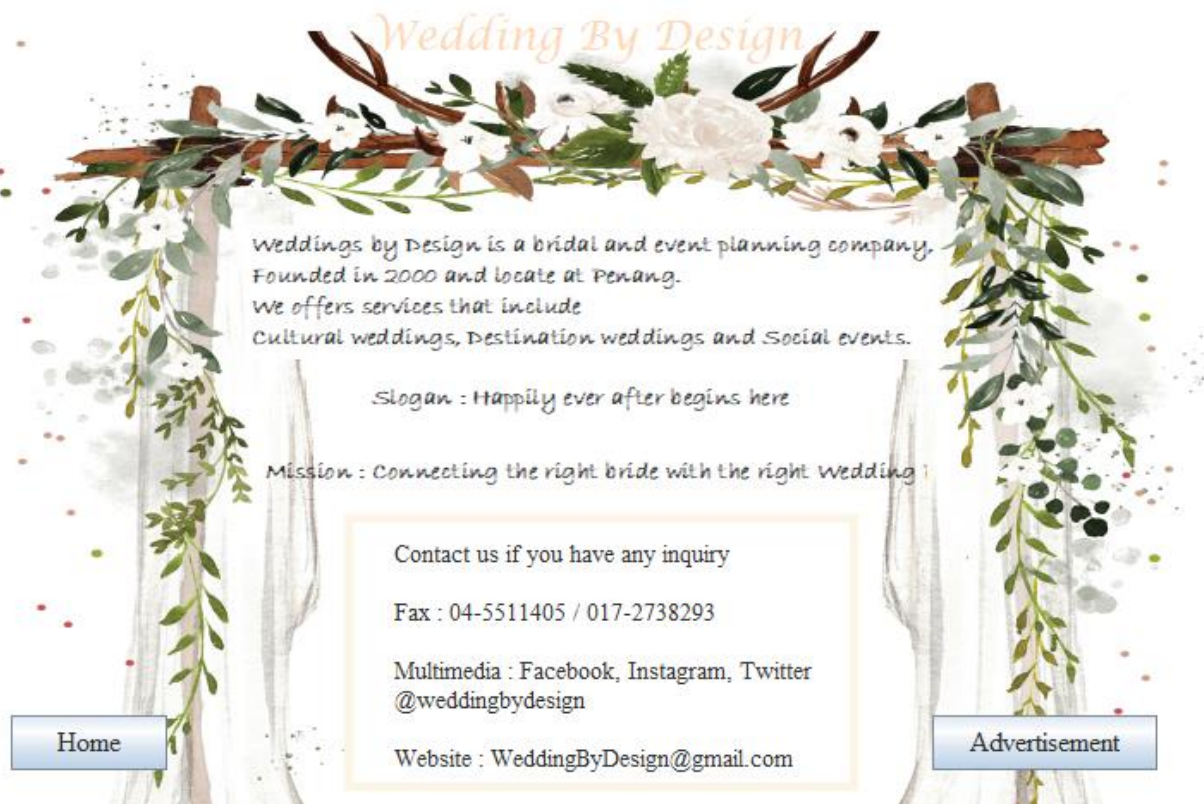 Wedding By Design
Weddings by Design is a bridal and event planning company,
Founded in 2000 and locate at Penang.
We offers services that include
Cultural weddings, Destination weddings and Social events.
Slogan : Happily ever after begins here
Mission : Connecting the right bride with the right Wedding
Contact us if you have any inquiry
Fax : 04-5511405 / 017-2738293
Multimedia : Facebook, Instagram, Twitter
@weddingbydesign
Website : WeddingByDesign@gmail.com
Home
Advertisement